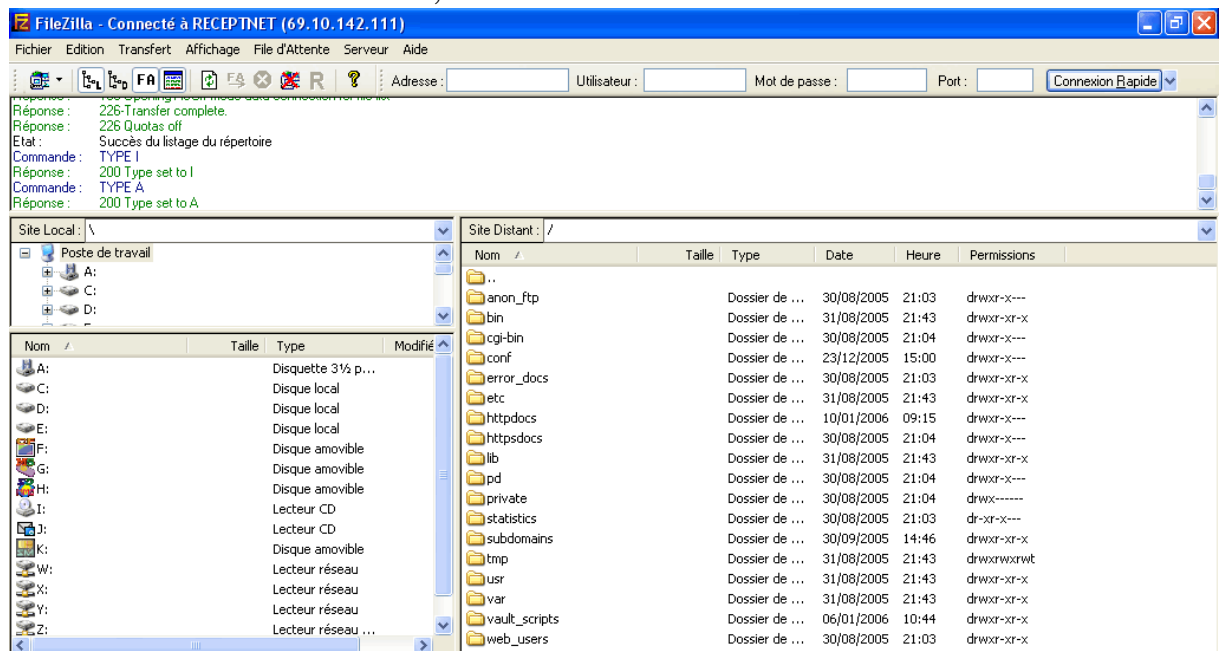 FileZilla - Connecté à RECEPTNET (69.10.142.111)
Fichier Edition Transfert Affichage File d'Attente Serveur Aide
FA R ? Adresse : Utilisateur : Mot de passe : Port : Connexion Rapide
Réponse : 226-Transfer complete.
Réponse : 226 Quotas off
Etat : Succès du listage du répertoire
Commande : TYPE I
Réponse : 200 Type set to I
Commande : TYPE A
Réponse : 200 Type set to A
Site Local : \
Poste de travail
A:
C:
D:
Nom Taille Type Modifié
A: Disquette 3½ p...
C: Disque local
D: Disque local
E: Disque local
F: Disque amovible
G: Disque amovible
H: Disque amovible
I: Lecteur CD
J: Lecteur CD
K: Disque amovible
W: Lecteur réseau
X: Lecteur réseau
Y: Lecteur réseau
Z: Lecteur réseau ...
Site Distant : /
Nom Taille Type Date Heure Permissions
..
anon_ftp Dossier de ... 30/08/2005 21:03 drwxr-x---
bin Dossier de ... 31/08/2005 21:43 drwxr-xr-x
cgi-bin Dossier de ... 30/08/2005 21:04 drwxr-x---
conf Dossier de ... 23/12/2005 15:00 drwxr-x---
error_docs Dossier de ... 30/08/2005 21:03 drwxr-xr-x
etc Dossier de ... 31/08/2005 21:43 drwxr-xr-x
httpdocs Dossier de ... 10/01/2006 09:15 drwxr-x---
httpsdocs Dossier de ... 30/08/2005 21:04 drwxr-x---
lib Dossier de ... 31/08/2005 21:43 drwxr-xr-x
pd Dossier de ... 30/08/2005 21:04 drwxr-x---
private Dossier de ... 30/08/2005 21:04 drwx------
statistics Dossier de ... 30/08/2005 21:03 dr-xr-x---
subdomains Dossier de ... 30/09/2005 14:46 drwxr-xr-x
tmp Dossier de ... 31/08/2005 21:43 drwxrwxrwt
usr Dossier de ... 31/08/2005 21:43 drwxr-xr-x
var Dossier de ... 31/08/2005 21:43 drwxr-xr-x
vault_scripts Dossier de ... 06/01/2006 10:44 drwxr-xr-x
web_users Dossier de ... 30/08/2005 21:03 drwxr-xr-x